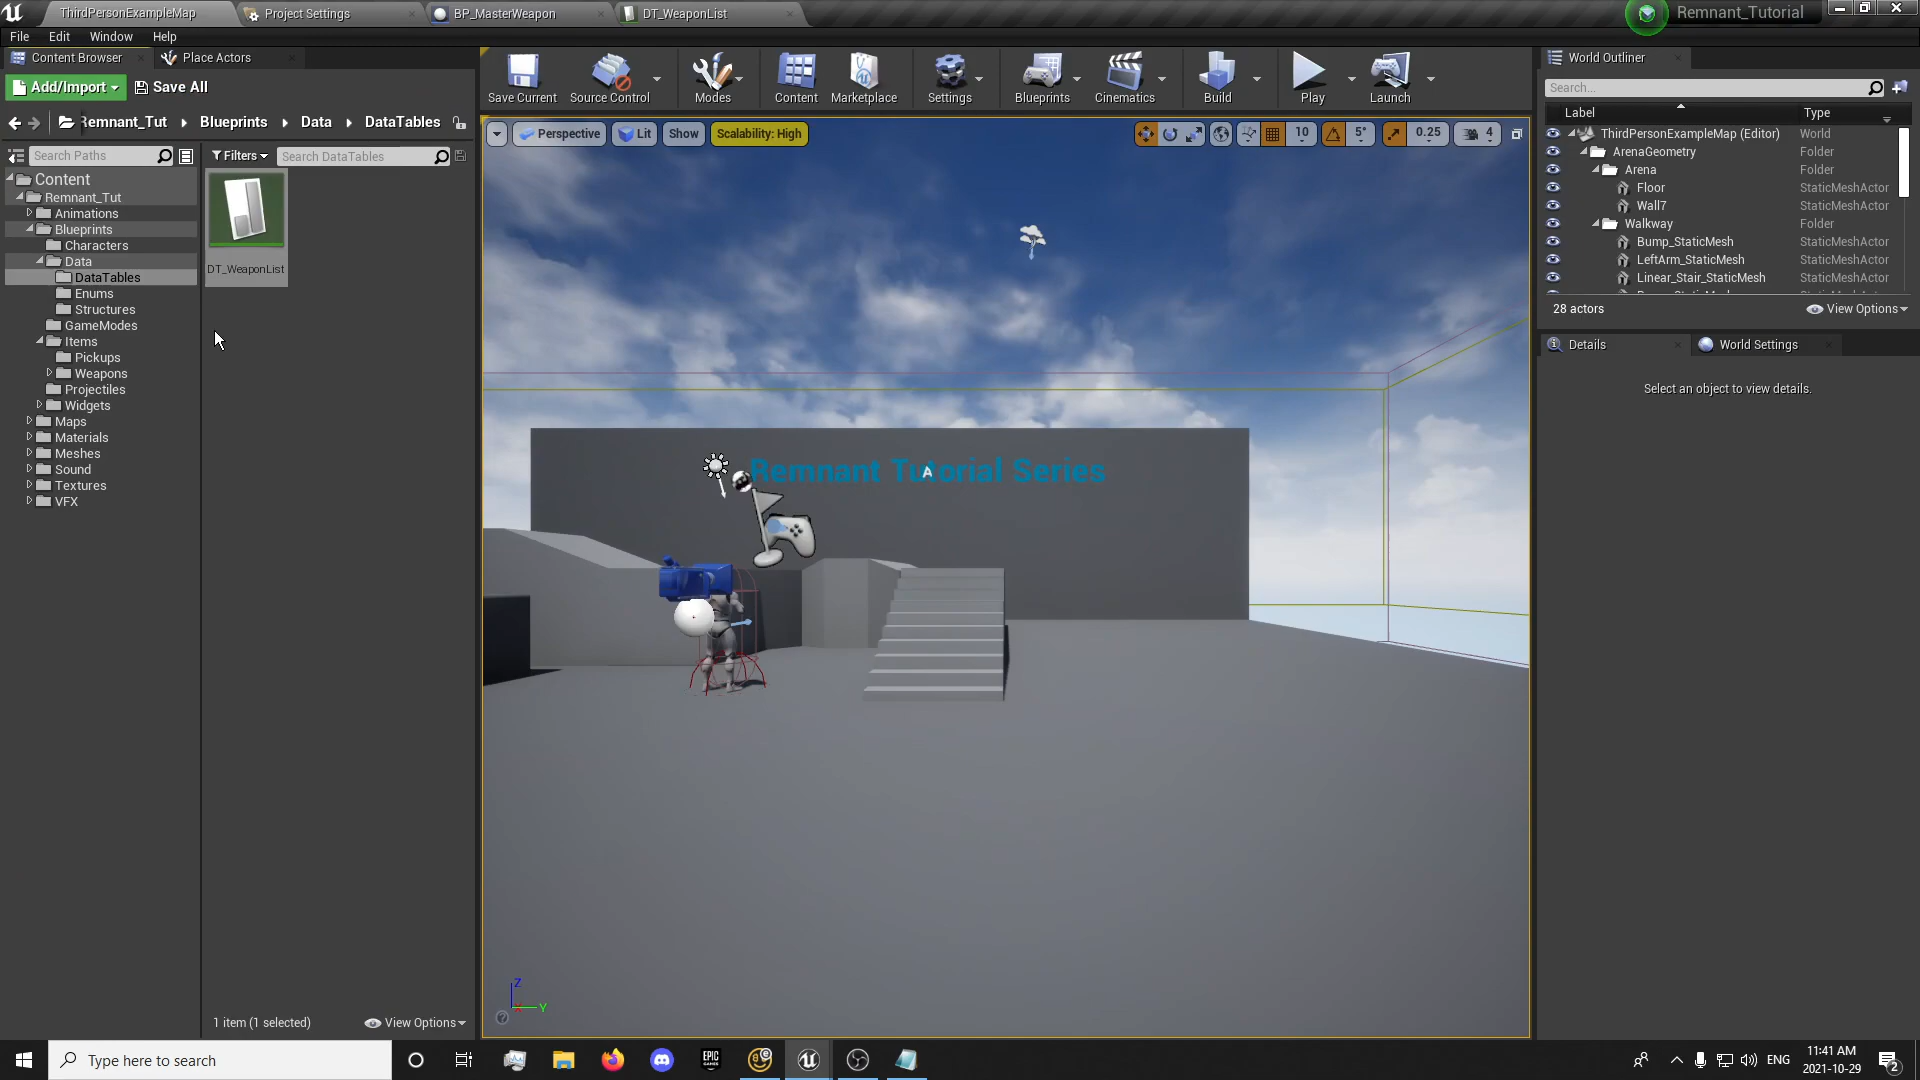 ThirdPersonExampleMap
Project Settings
BP_MasterWeapon
DT_WeaponList
Remnant_Tutorial
File Edit Window Help
Content Browser
Place Actors
Add/Import
Save All
Remnant_Tut
Blueprints
Data
DataTables
Search Paths
Filters
Search DataTables
Content
Remnant_Tut
Animations
Blueprints
Characters
Data
DataTables
Enums
Structures
GameModes
Items
Pickups
Weapons
Projectiles
Widgets
Maps
Materials
Meshes
Sound
Textures
VFX
DT_WeaponList
1 item (1 selected)
View Options
Save Current
Source Control
Modes
Content
Marketplace
Settings
Blueprints
Cinematics
Build
Play
Launch
Perspective
Lit
Show
Scalability: High
10
5°
0.25
4
Remnant Tutorial Series
A
Z
Y
World Outliner
Search...
Label Type
ThirdPersonExampleMap (Editor) World
ArenaGeometry Folder
Arena Folder
Floor StaticMeshActor
Wall7 StaticMeshActor
Walkway Folder
Bump_StaticMesh StaticMeshActor
LeftArm_StaticMesh StaticMeshActor
Linear_Stair_StaticMesh StaticMeshActor
28 actors
View Options
Details
World Settings
Select an object to view details.
Type here to search
EPIC
GAMES
ENG
11:41 AM
2021-10-29
2